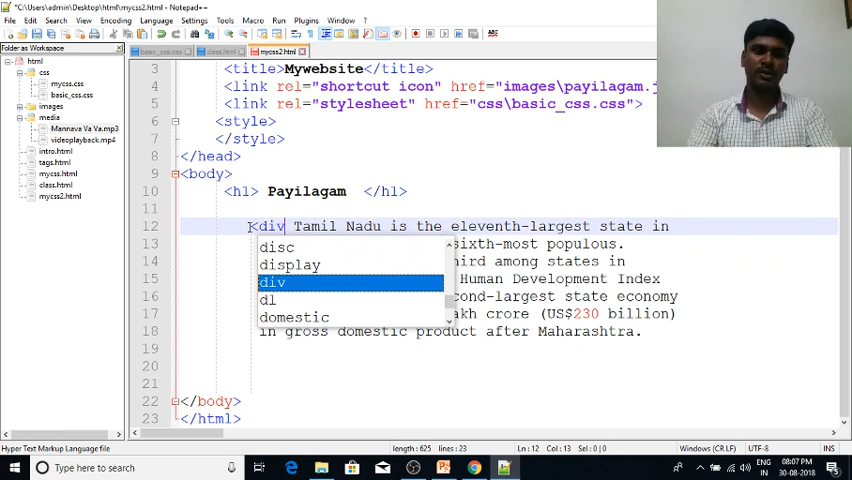 *C:\Users\admin\Desktop\html\mycss2.html - Notepad++
File Edit Search View Encoding Language Settings Tools Macro Run Plugins Window ?
Folder as Workspace
basic_css.css class.html mycss2.html
html
css
mycss.css
basic_css.css
images
media
Mannava Va Va.mp3
videoplayback.mp4
intro.html
tags.html
mycss.html
class.html
mycss2.html
3 <title>Mywebsite</title>
4 <link rel="shortcut icon" href="images\payilagam.j
5 <link rel="stylesheet" href="css\basic_css.css">
6 <style>
7 </style>
8 </head>
9 <body>
10 <h1> Payilagam </h1>
11
12 <div Tamil Nadu is the eleventh-largest state in
13 sixth-most populous.
14 hird among states in
15 Human Development Index
16 cond-largest state economy
17 akh crore (US$230 billion)
18 in gross domestic product after Maharashtra.
19
20
21
22 </body>
23 </html>
disc
display
div
dl
domestic
Hyper Text Markup Language file length : 625 lines : 23 Ln : 12 Col : 13 Sel : 0 | 0 Windows (CR LF) UTF-8 INS
Type here to search
ENG
IN
08:07 PM
30-08-2018